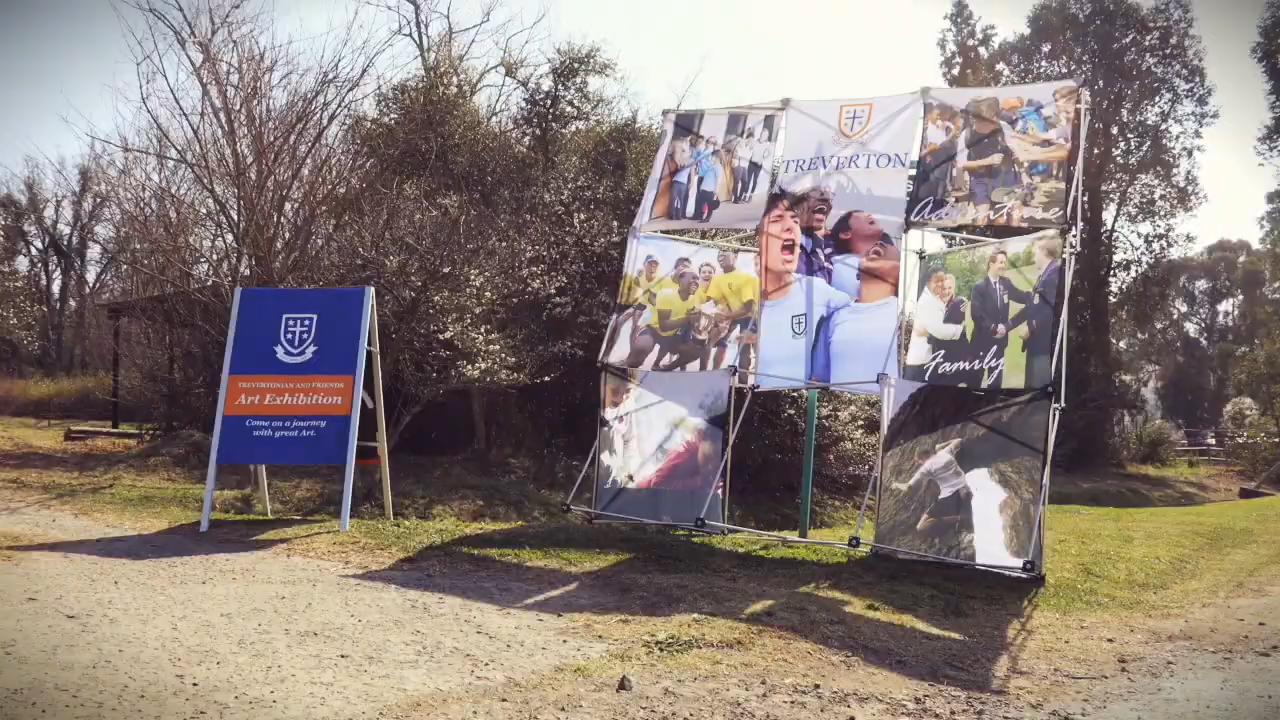 TREVERTONIAN AND FRIENDS
Art Exhibition
Come on a journey
with great Art.
TREVERTON
Adventure
Family